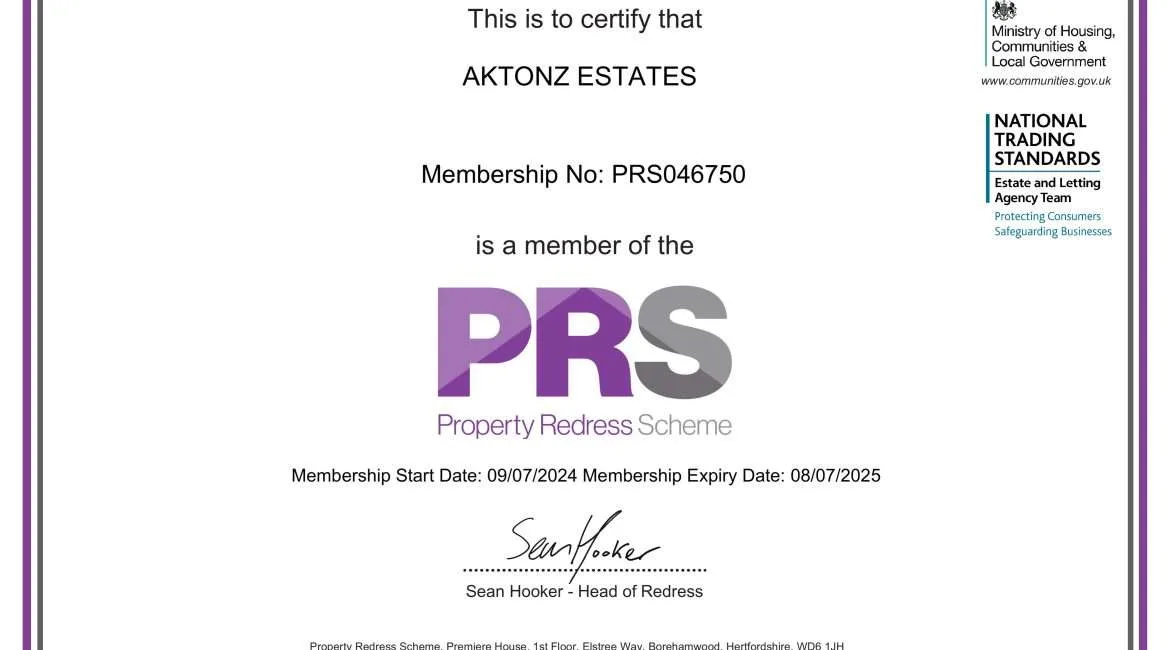 This is to certify that
AKTONZ ESTATES
Membership No: PRS046750
is a member of the
PRS
Property Redress Scheme
Membership Start Date: 09/07/2024 Membership Expiry Date: 08/07/2025
Sean Hooker
Sean Hooker - Head of Redress
Property Redress Scheme, Premiere House, 1st Floor, Elstree Way, Borehamwood, Hertfordshire, WD6 1JH
Ministry of Housing,
Communities &
Local Government
www.communities.gov.uk
NATIONAL
TRADING
STANDARDS
Estate and Letting
Agency Team
Protecting Consumers
Safeguarding Businesses